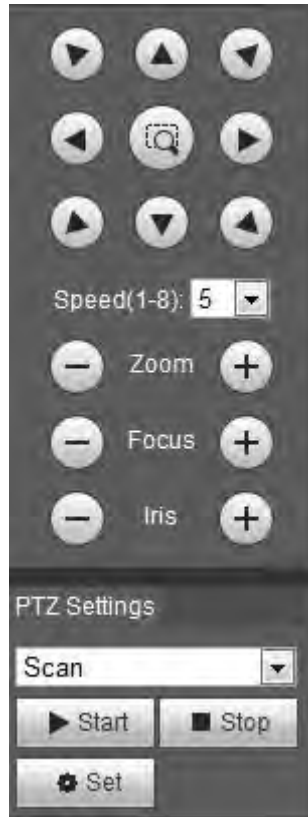 Speed(1-8): 5
Zoom
Focus
Iris
PTZ Settings
Scan
Start Stop
Set